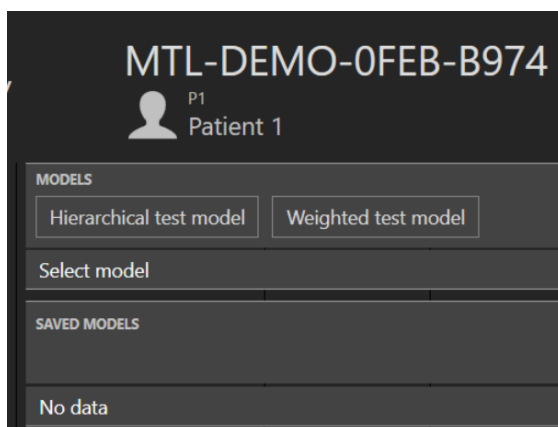 MTL-DEMO-0FEB-B974
P1
Patient 1
MODELS
Hierarchical test model Weighted test model
Select model
SAVED MODELS
No data